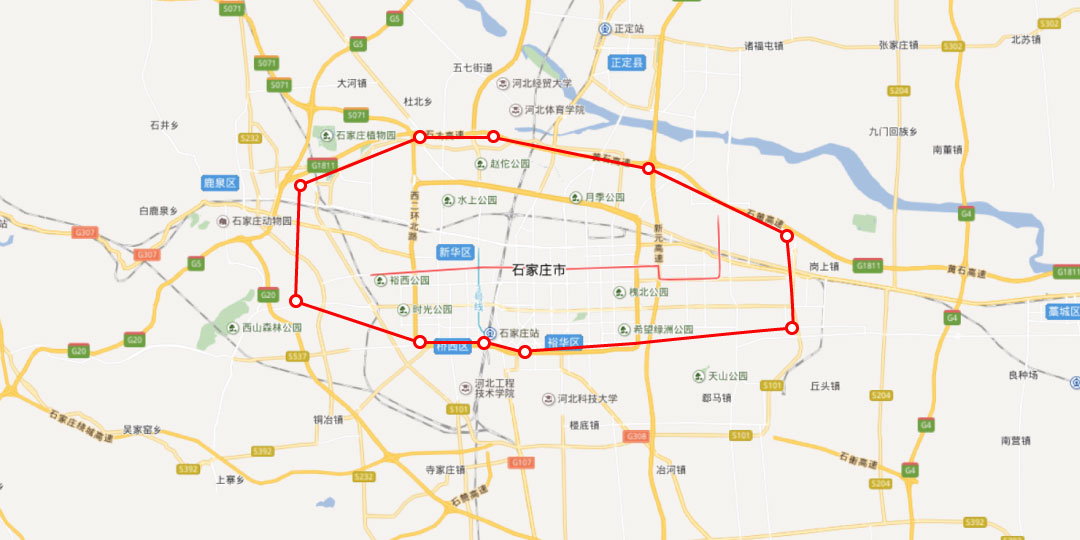 S071
G5
正定站
S302
北苏镇
G5
诸福屯镇
张家庄镇
S302
S071
五七街道
正定县
S071
大河镇
河北经贸大学
S204
杜北乡
河北体育学院
S071
石井乡
S232
石家庄植物园
石太高速
九门回族乡
南董镇
G1811
赵佗公园
黄石高速
鹿泉区
水上公园
月季公园
白鹿泉乡
石家庄动物园
西二环北路
石黄高速
G4
G307
新元高速
G307
新华区
G5
石家庄市
岗上镇
G1811
黄石高速
G1811
裕西公园
G20
槐北公园
时光公园
G4
藁城区
西山森林公园
石家庄站
希望绿洲公园
G20
G20
桥西区
裕华区
S537
天山公园
良种场
河北工程
技术学院
S101
丘头镇
河北科技大学
郄马镇
S204
S101
石家庄绕城高速
铜冶镇
楼底镇
G4
吴家窑乡
G308
S101
南营镇
S392
石衡高速
G107
S392
寺家庄镇
冶河镇
G4
上寨乡
S232
S204
石赞高速
S392
S392